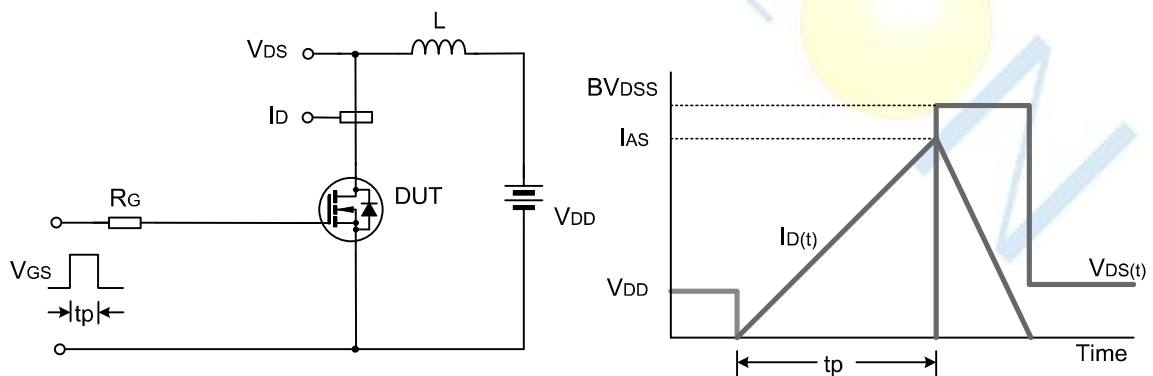 VDS
L
ID
RG
DUT
VDD
VGS
tp
BVDSS
IAS
ID(t)
VDD
VDS(t)
Time
tp